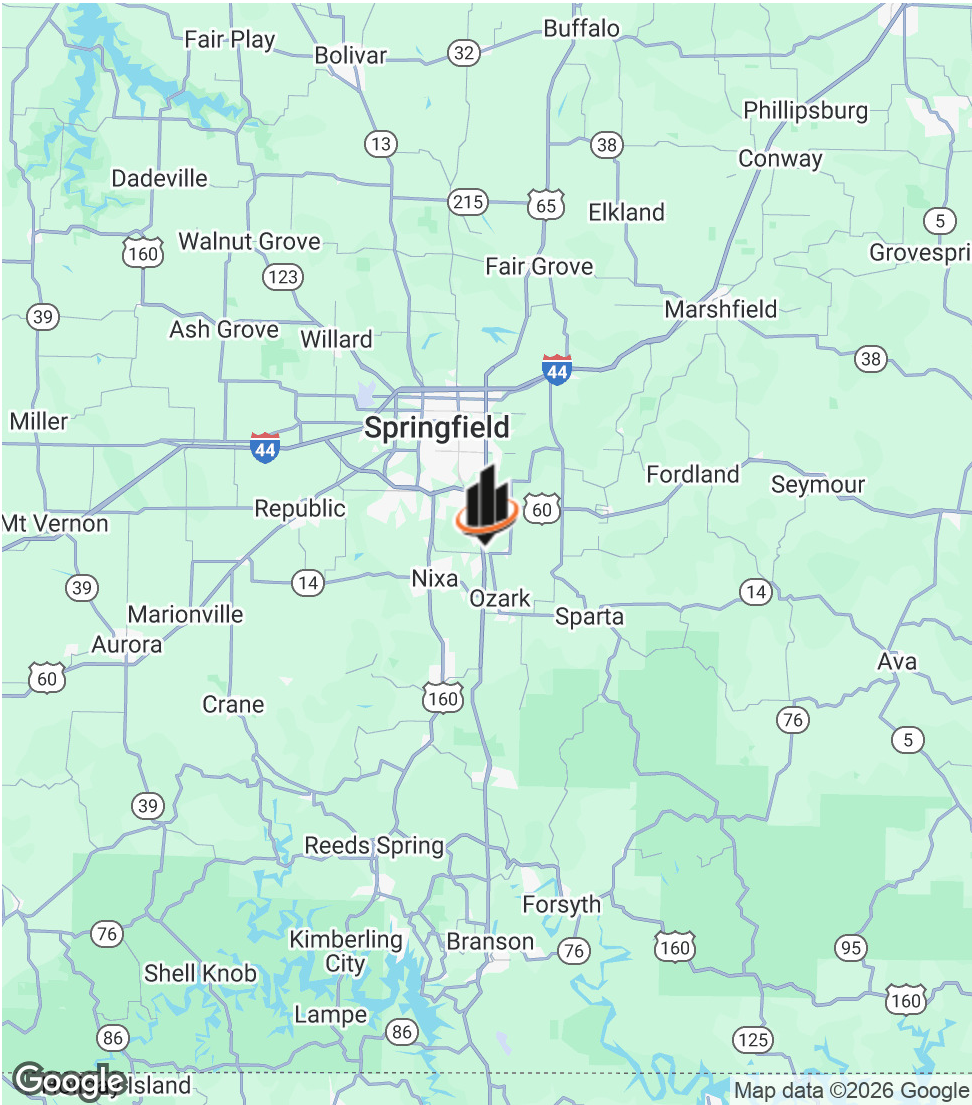 Buffalo
Fair Play
Bolivar
32
Phillipsburg
13
38
Conway
Dadeville
215
65
Elkland
5
Walnut Grove
160
Grovespri
Fair Grove
123
39
Marshfield
Ash Grove
Willard
38
44
Miller
Springfield
44
Fordland
Seymour
Republic
60
Mt Vernon
14
Nixa
39
14
Ozark
Marionville
Sparta
Aurora
Ava
60
160
Crane
76
5
39
Reeds Spring
Forsyth
76
Kimberling
City
Branson
76
160
95
Shell Knob
160
Lampe
86
86
125
Google
Island
Map data ©2026 Google